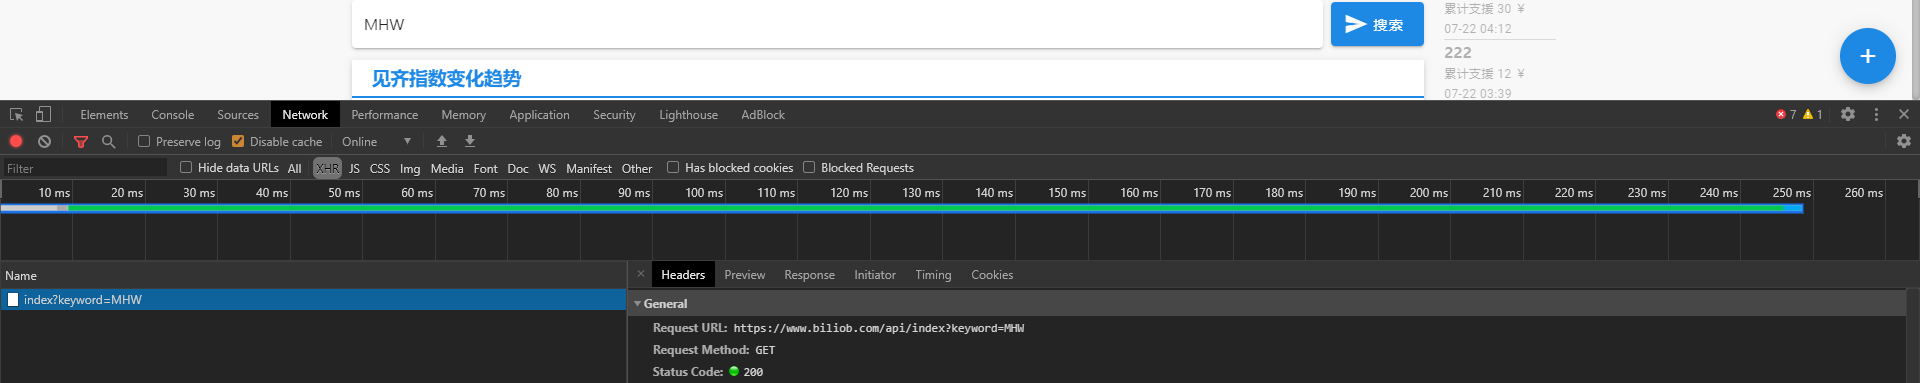 MHW
搜索
累计支援 30 ¥
07-22 04:12
222
累计支援 12 ¥
07-22 03:39
+
见齐指数变化趋势
Elements Console Sources Network Performance Memory Application Security Lighthouse AdBlock 7 1
Preserve log Disable cache Online
Filter Hide data URLs All XHR JS CSS Img Media Font Doc WS Manifest Other Has blocked cookies Blocked Requests
10 ms 20 ms 30 ms 40 ms 50 ms 60 ms 70 ms 80 ms 90 ms 100 ms 110 ms 120 ms 130 ms 140 ms 150 ms 160 ms 170 ms 180 ms 190 ms 200 ms 210 ms 220 ms 230 ms 240 ms 250 ms 260 ms
Name
index?keyword=MHW
Headers Preview Response Initiator Timing Cookies
General
Request URL: https://www.biliob.com/api/index?keyword=MHW
Request Method: GET
Status Code: 200